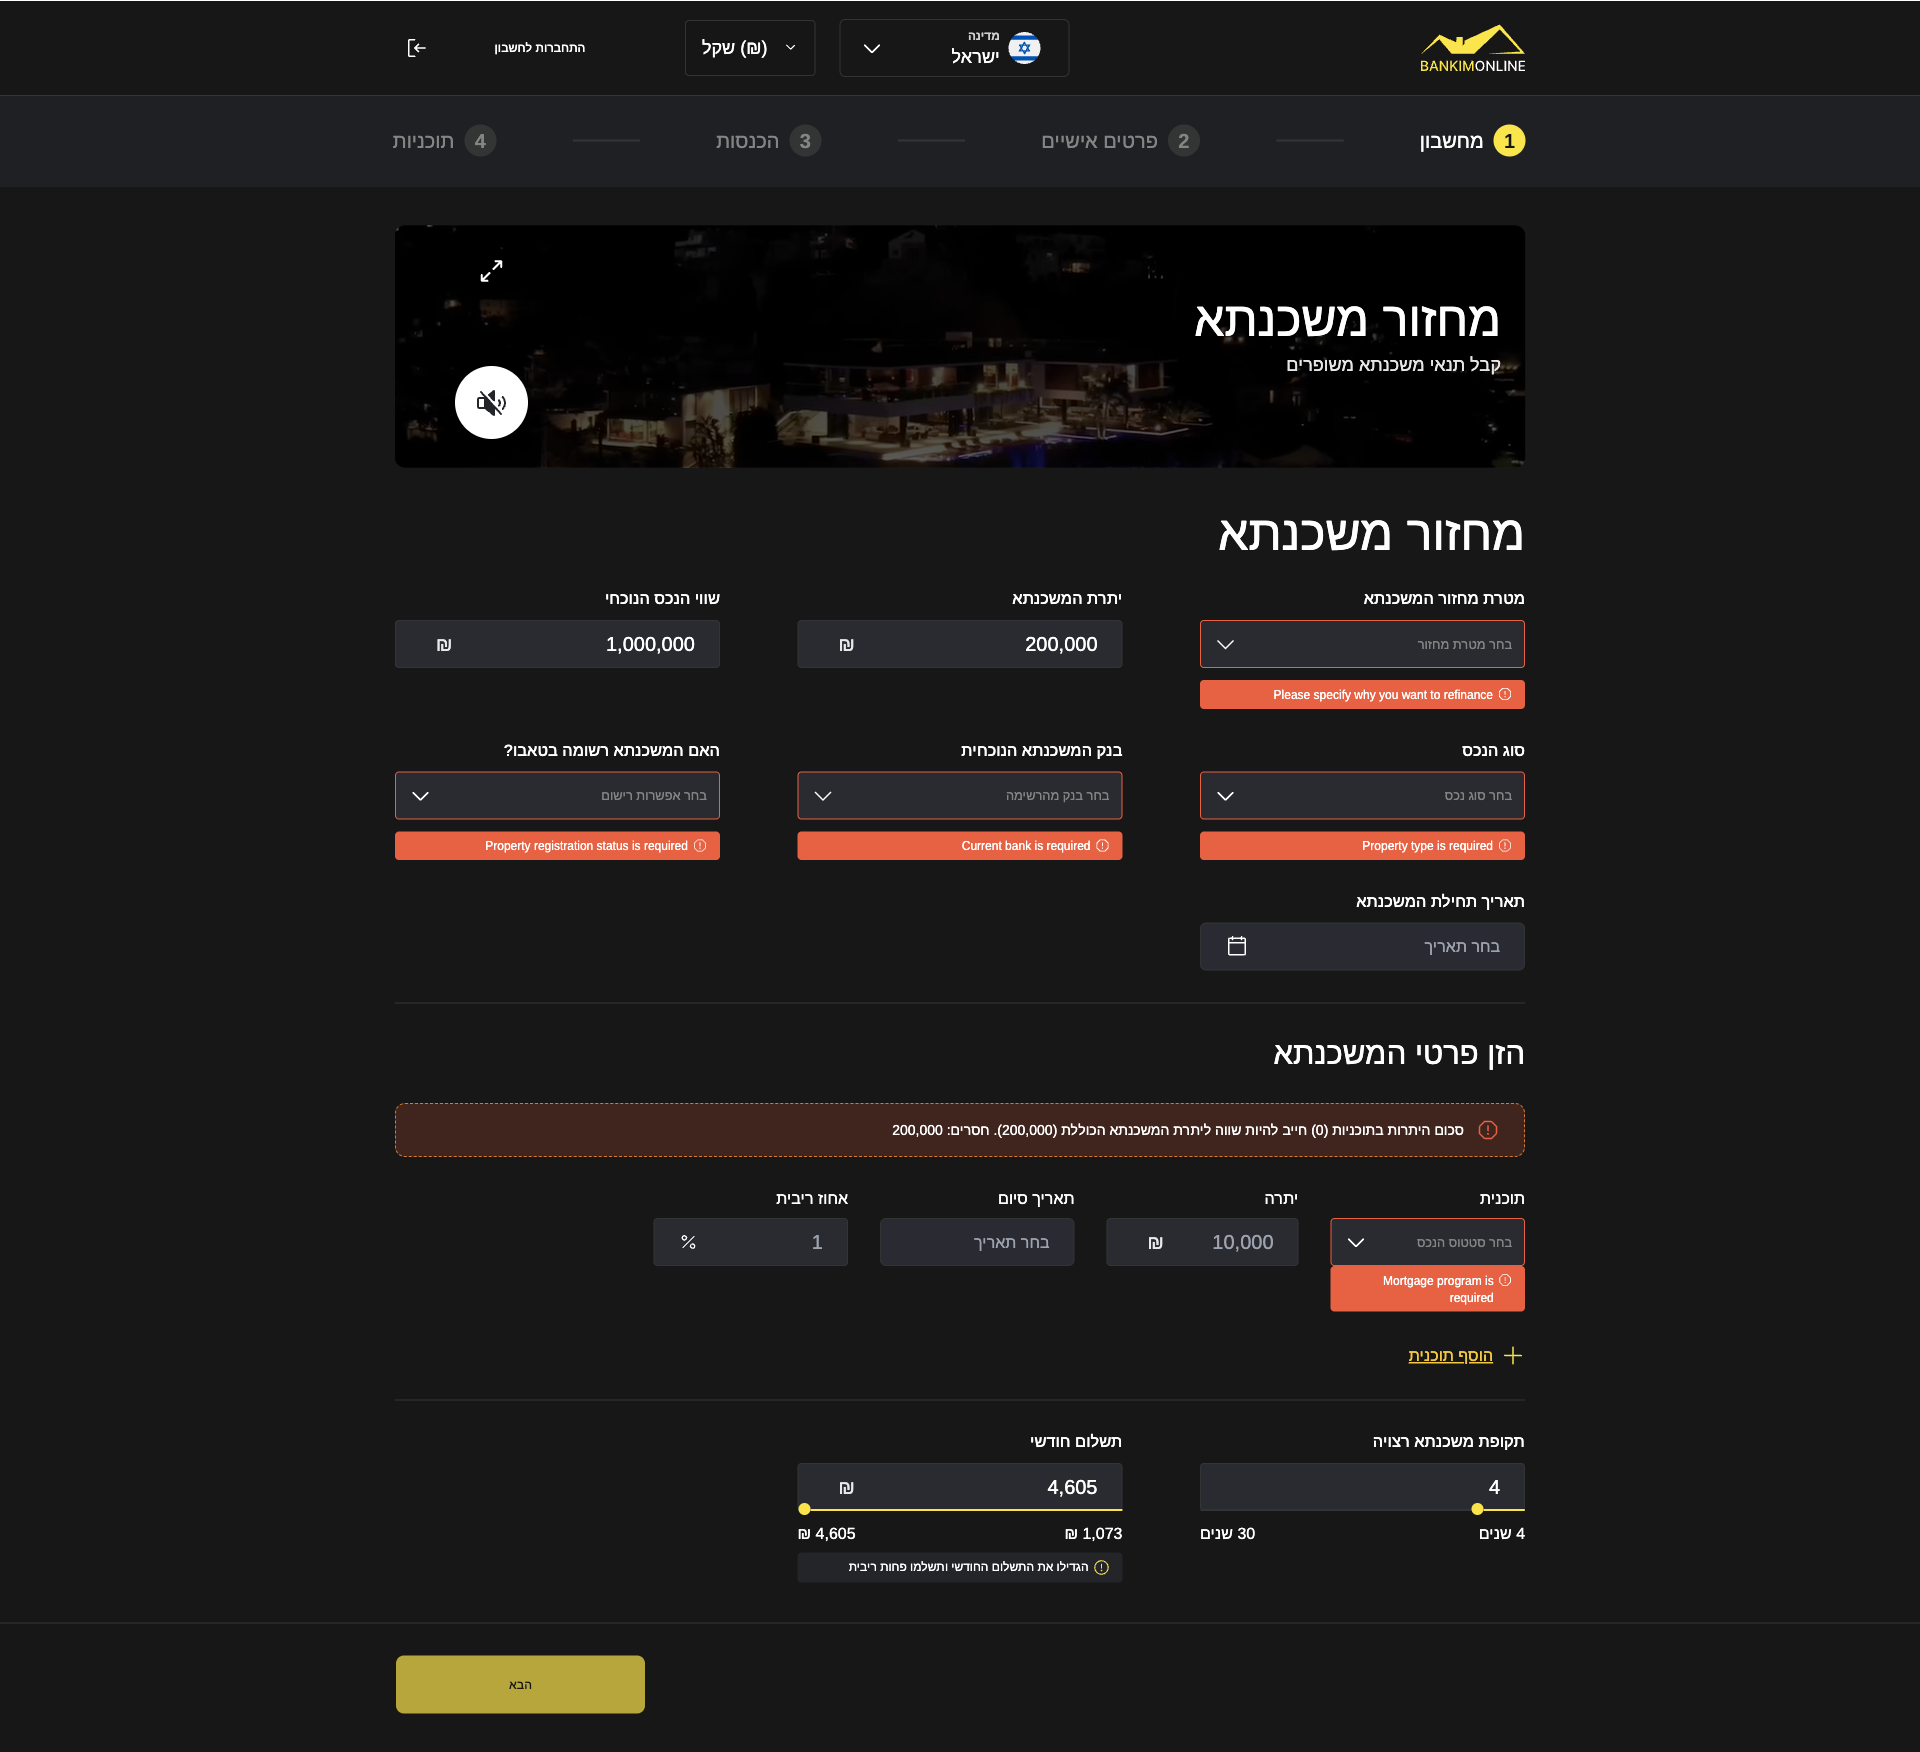 BANKIMONLINE
מדינה
ישראל
שקל (₪)
התחברות לחשבון
1 מחשבון
2 פרטים אישיים
3 הכנסות
4 תוכניות
מחזור משכנתא
קבל תנאי משכנתא משופרים
מחזור משכנתא
מטרת מחזור המשכנתא
יתרת המשכנתא
שווי הנכס הנוכחי
בחר מטרת מחזור
200,000 ₪
1,000,000 ₪
Please specify why you want to refinance
סוג הנכס
בנק המשכנתא הנוכחית
האם המשכנתא רשומה בטאבו?
בחר סוג נכס
בחר בנק מהרשימה
בחר אפשרות רישום
Property type is required
Current bank is required
Property registration status is required
תאריך תחילת המשכנתא
בחר תאריך
הזן פרטי המשכנתא
סכום היתרות בתוכניות (0) חייב להיות שווה ליתרת המשכנתא הכוללת (200,000). חסרים: 200,000
תוכנית
יתרה
תאריך סיום
אחוז ריבית
בחר סטטוס הנכס
10,000 ₪
בחר תאריך
1 %
Mortgage program is
required
הוסף תוכנית
תקופת משכנתא רצויה
תשלום חודשי
4
4,605 ₪
4 שנים
30 שנים
1,073 ₪
4,605 ₪
הגדילו את התשלום החודשי ותשלמו פחות ריבית
הבא